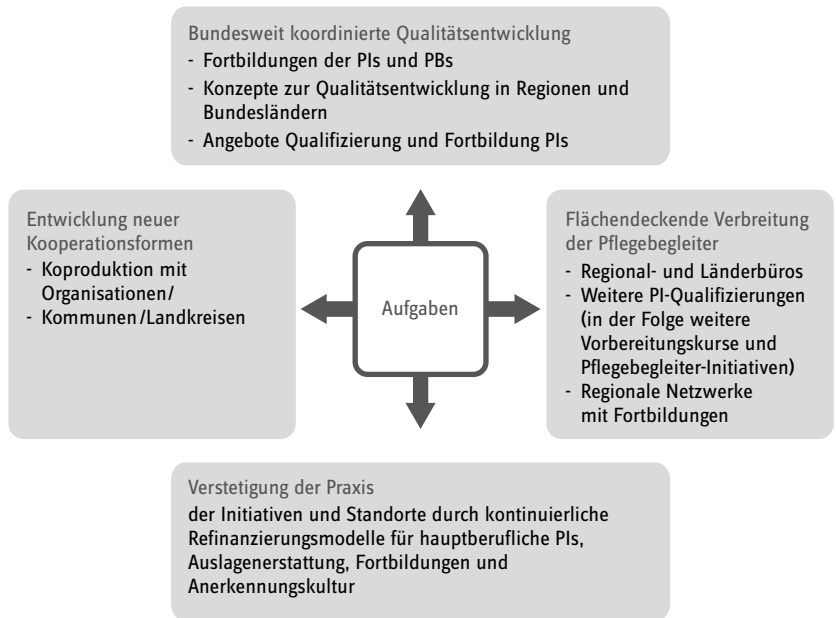 Bundesweit koordinierte Qualitätsentwicklung
- Fortbildungen der PIs und PBs
- Konzepte zur Qualitätsentwicklung in Regionen und
Bundesländern
- Angebote Qualifizierung und Fortbildung PIs
Entwicklung neuer
Kooperationsformen
- Koproduktion mit
Organisationen/
- Kommunen/Landkreisen
Aufgaben
Flächendeckende Verbreitung
der Pflegebegleiter
- Regional- und Länderbüros
- Weitere PI-Qualifizierungen
(in der Folge weitere
Vorbereitungskurse und
Pflegebegleiter-Initiativen)
- Regionale Netzwerke
mit Fortbildungen
Verstetigung der Praxis
der Initiativen und Standorte durch kontinuierliche
Refinanzierungsmodelle für hauptberufliche PIs,
Auslagenerstattung, Fortbildungen und
Anerkennungskultur